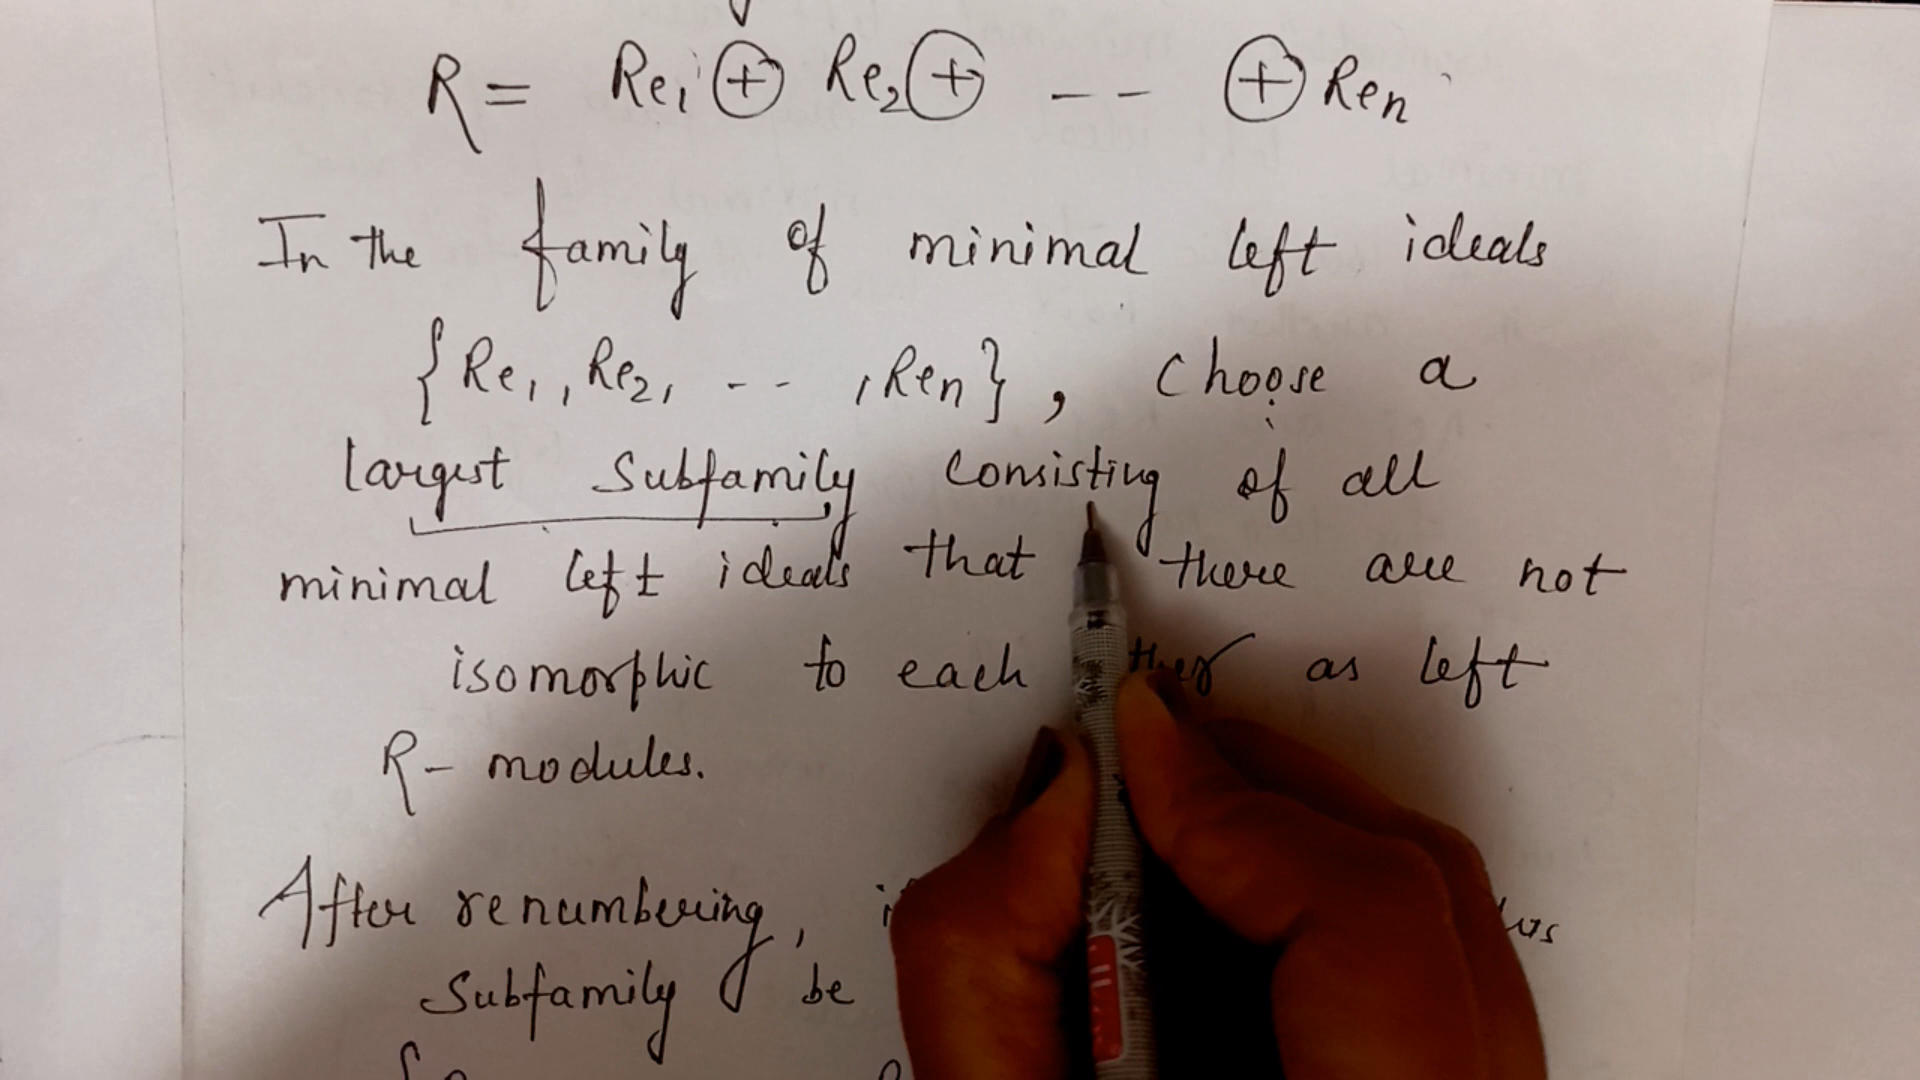 R = Re₁ ⊕ Re₂ ⊕ -- ⊕ Ren
In the family of minimal left ideals
{Re₁, Re₂, -- , Ren}, choose a
largest subfamily consisting of all
minimal left ideals that there are not
isomorphic to each as left
R- modules.
After renumbering,
subfamily be